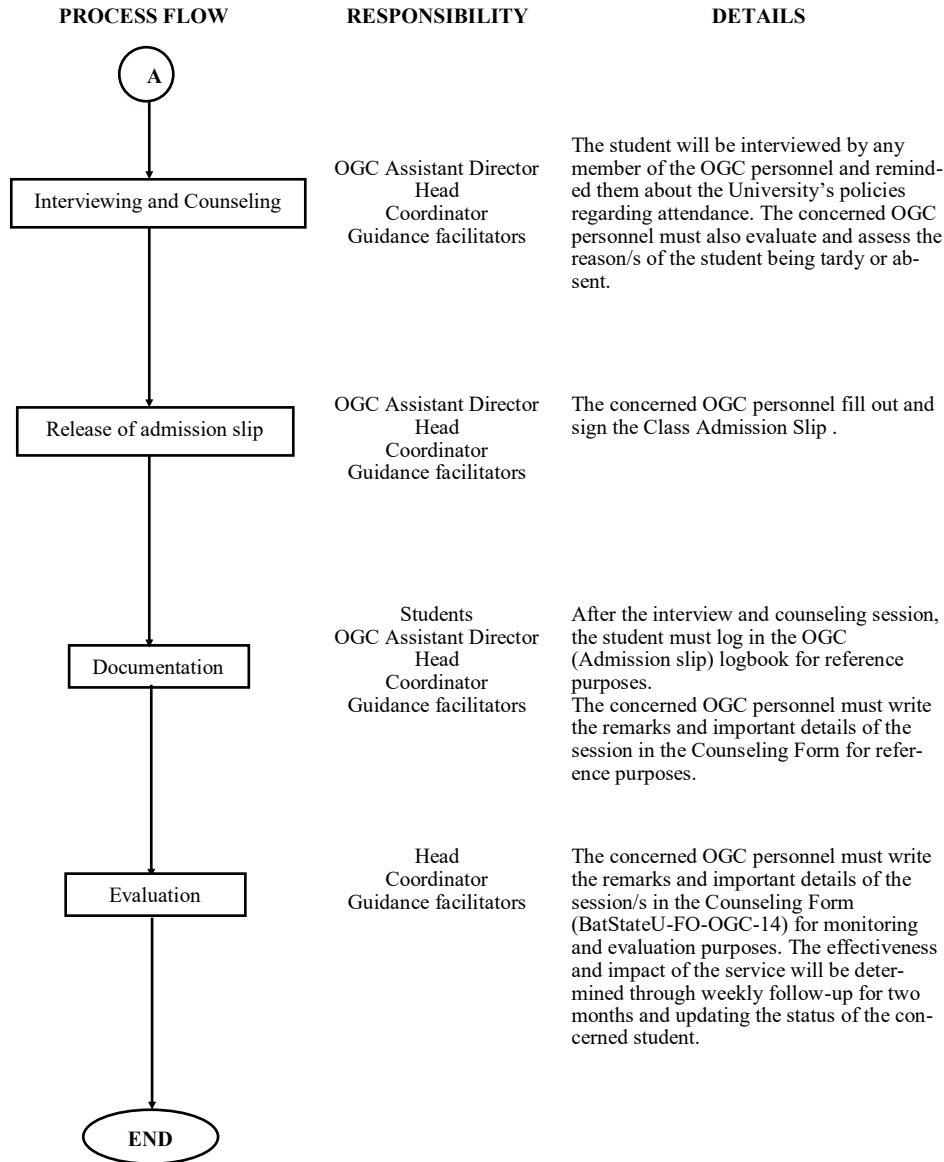 PROCESS FLOW RESPONSIBILITY DETAILS
A
Interviewing and Counseling
OGC Assistant Director
Head
Coordinator
Guidance facilitators
The student will be interviewed by any
member of the OGC personnel and remind-
ed them about the University’s policies
regarding attendance. The concerned OGC
personnel must also evaluate and assess the
reason/s of the student being tardy or ab-
sent.
Release of admission slip
OGC Assistant Director
Head
Coordinator
Guidance facilitators
The concerned OGC personnel fill out and
sign the Class Admission Slip .
Documentation
Students
OGC Assistant Director
Head
Coordinator
Guidance facilitators
After the interview and counseling session,
the student must log in the OGC
(Admission slip) logbook for reference
purposes.
The concerned OGC personnel must write
the remarks and important details of the
session in the Counseling Form for refer-
ence purposes.
Evaluation
Head
Coordinator
Guidance facilitators
The concerned OGC personnel must write
the remarks and important details of the
session/s in the Counseling Form
(BatStateU-FO-OGC-14) for monitoring
and evaluation purposes. The effectiveness
and impact of the service will be deter-
mined through weekly follow-up for two
months and updating the status of the con-
cerned student.
END